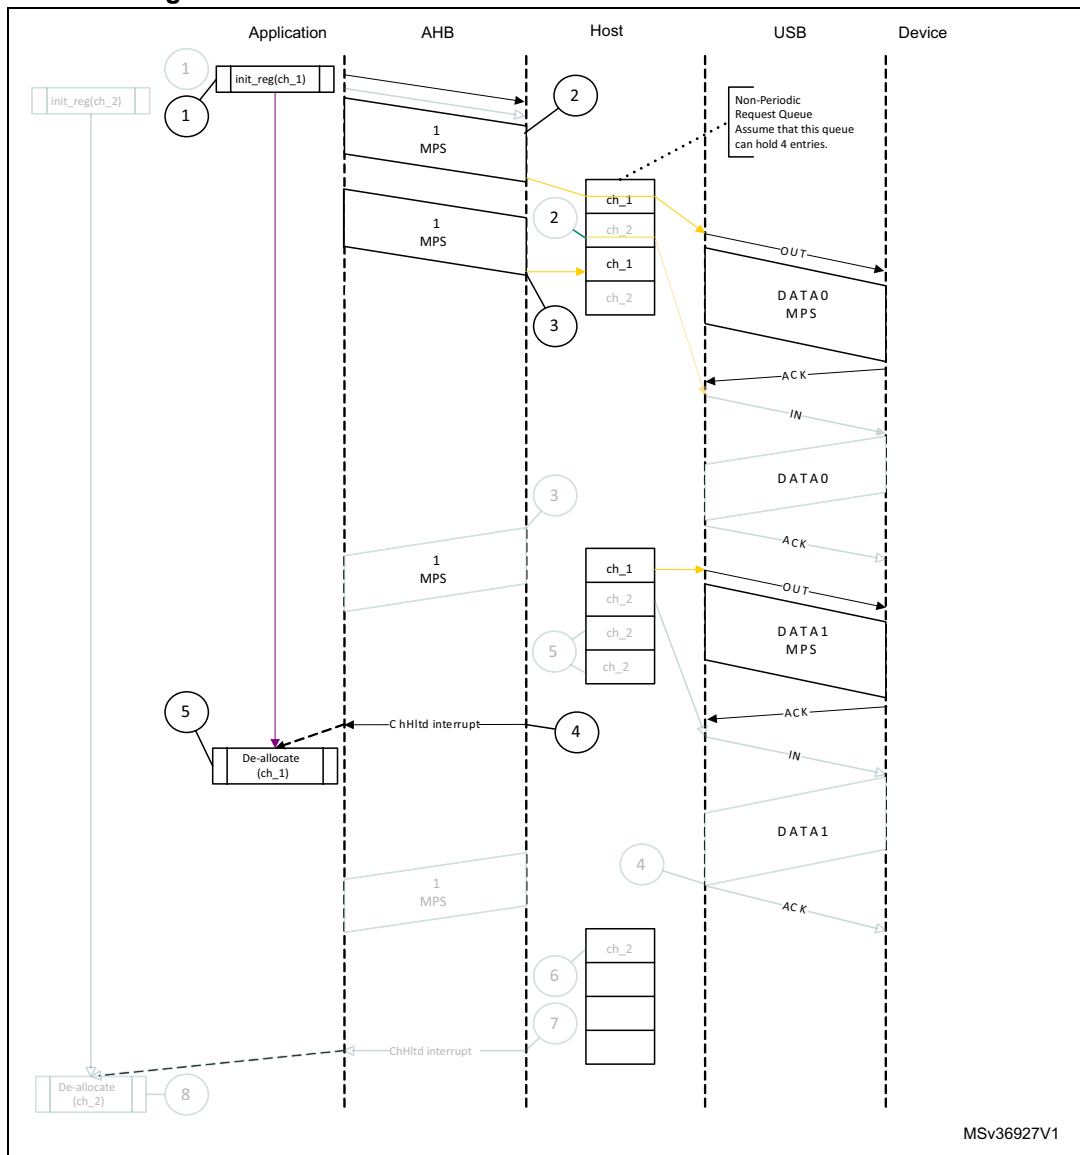 Application AHB Host USB Device
1
init_reg(ch_1)
init_reg(ch_2)
1
2
Non-Periodic
Request Queue
Assume that this queue
can hold 4 entries.
1
MPS
ch_1
2
ch_2
1
MPS
ch_1
ch_2
3
OUT
DATA0
MPS
ACK
IN
DATA0
3
ACK
1
MPS
ch_1
OUT
ch_2
5
ch_2
ch_2
DATA1
MPS
5
ChHltd interrupt
4
ACK
De-allocate
(ch_1)
IN
DATA1
4
1
MPS
ACK
ch_2
6
7
ChHltd interrupt
De-allocate
(ch_2)
8
MSv36927V1